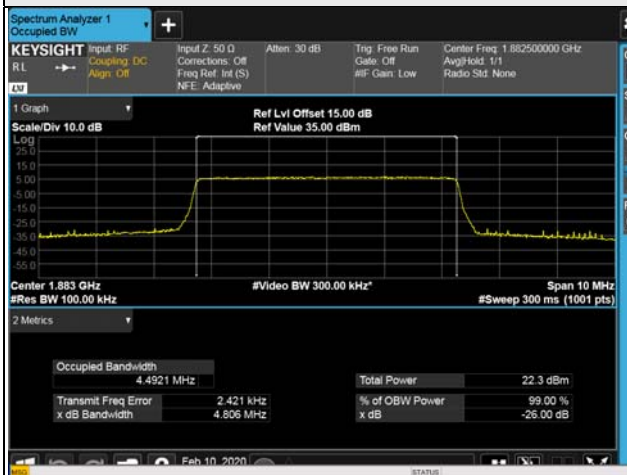 Spectrum Analyzer 1
Occupied BW
+
KEYSIGHT Input: RF Input Z: 50 Ω Atten: 30 dB Trig: Free Run Center Freq: 1.882500000 GHz
RL Coupling: DC Corrections: Off Gate: Off Avg|Hold: 1/1
Align: Off Freq Ref: Int (S) #IF Gain: Low Radio Std: None
LXI NFE: Adaptive
1 Graph Ref Lvl Offset 15.00 dB
Scale/Div 10.0 dB Ref Value 35.00 dBm
Log
25.0
15.0
5.00
-5.00
-15.0
-25.0
-35.0
-45.0
-55.0
Center 1.883 GHz #Video BW 300.00 kHz* Span 10 MHz
#Res BW 100.00 kHz #Sweep 300 ms (1001 pts)
2 Metrics
Occupied Bandwidth
4.4921 MHz Total Power 22.3 dBm
Transmit Freq Error 2.421 kHz % of OBW Power 99.00 %
x dB Bandwidth 4.806 MHz x dB -26.00 dB
Feb 10, 2020
MSG STATUS